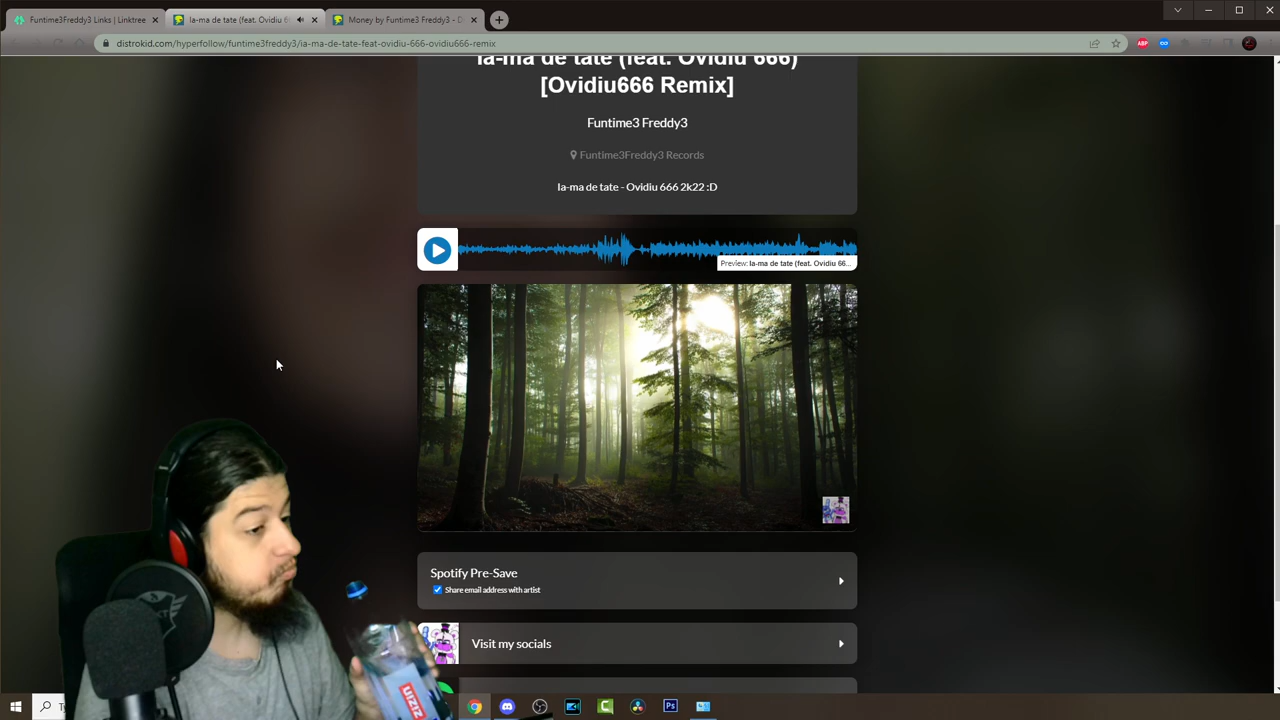 Funtime3Freddy3 Links | Linktree
Ia-ma de tate (feat. Ovidiu 6
Money by Funtime3 Freddy3 - D
distrokid.com/hyperfollow/funtime3freddy3/ia-ma-de-tate-feat-ovidiu-666-ovidiu666-remix
ABP
Ia-ma de tate (feat. Ovidiu 666)
[Ovidiu666 Remix]
Funtime3 Freddy3
Funtime3Freddy3 Records
Ia-ma de tate - Ovidiu 666 2k22 :D
Preview: Ia-ma de tate (feat. Ovidiu 66...
Spotify Pre-Save
Share email address with artist
Visit my socials
Ps